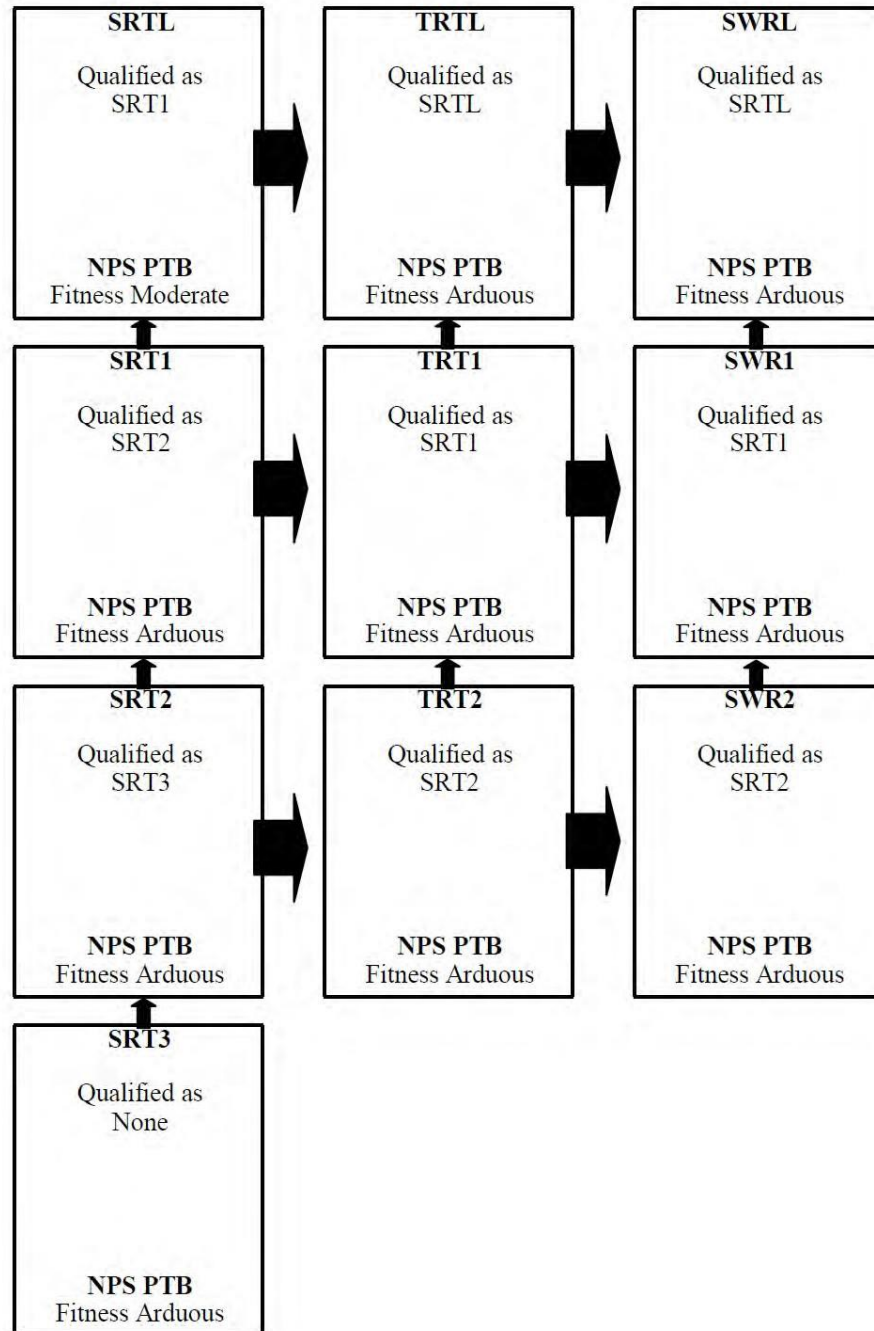 SRTL
Qualified as
SRT1
NPS PTB
Fitness Moderate
TRTL
Qualified as
SRTL
NPS PTB
Fitness Arduous
SWRL
Qualified as
SRTL
NPS PTB
Fitness Arduous
SRT1
Qualified as
SRT2
NPS PTB
Fitness Arduous
TRT1
Qualified as
SRT1
NPS PTB
Fitness Arduous
SWR1
Qualified as
SRT1
NPS PTB
Fitness Arduous
SRT2
Qualified as
SRT3
NPS PTB
Fitness Arduous
TRT2
Qualified as
SRT2
NPS PTB
Fitness Arduous
SWR2
Qualified as
SRT2
NPS PTB
Fitness Arduous
SRT3
Qualified as
None
NPS PTB
Fitness Arduous